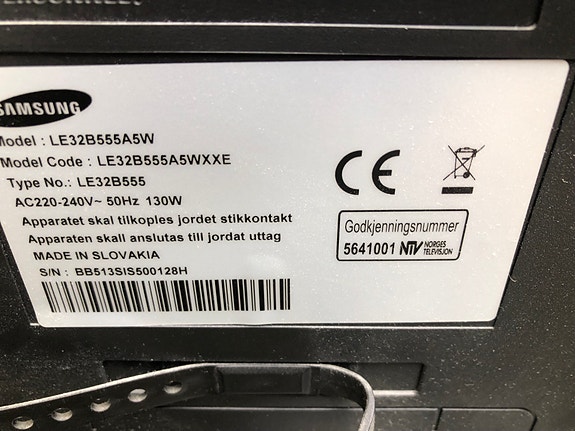 SAMSUNG
Model : LE32B555A5W
Model Code : LE32B555A5WXXE
Type No.: LE32B555
AC220-240V~ 50Hz 130W
Apparatet skal tilkoples jordet stikkontakt
Apparaten skall anslutas till jordat uttag
MADE IN SLOVAKIA
S/N : BB513SIS500128H
CE
Godkjenningsnummer
5641001 NTV NORGES TELEVISJON